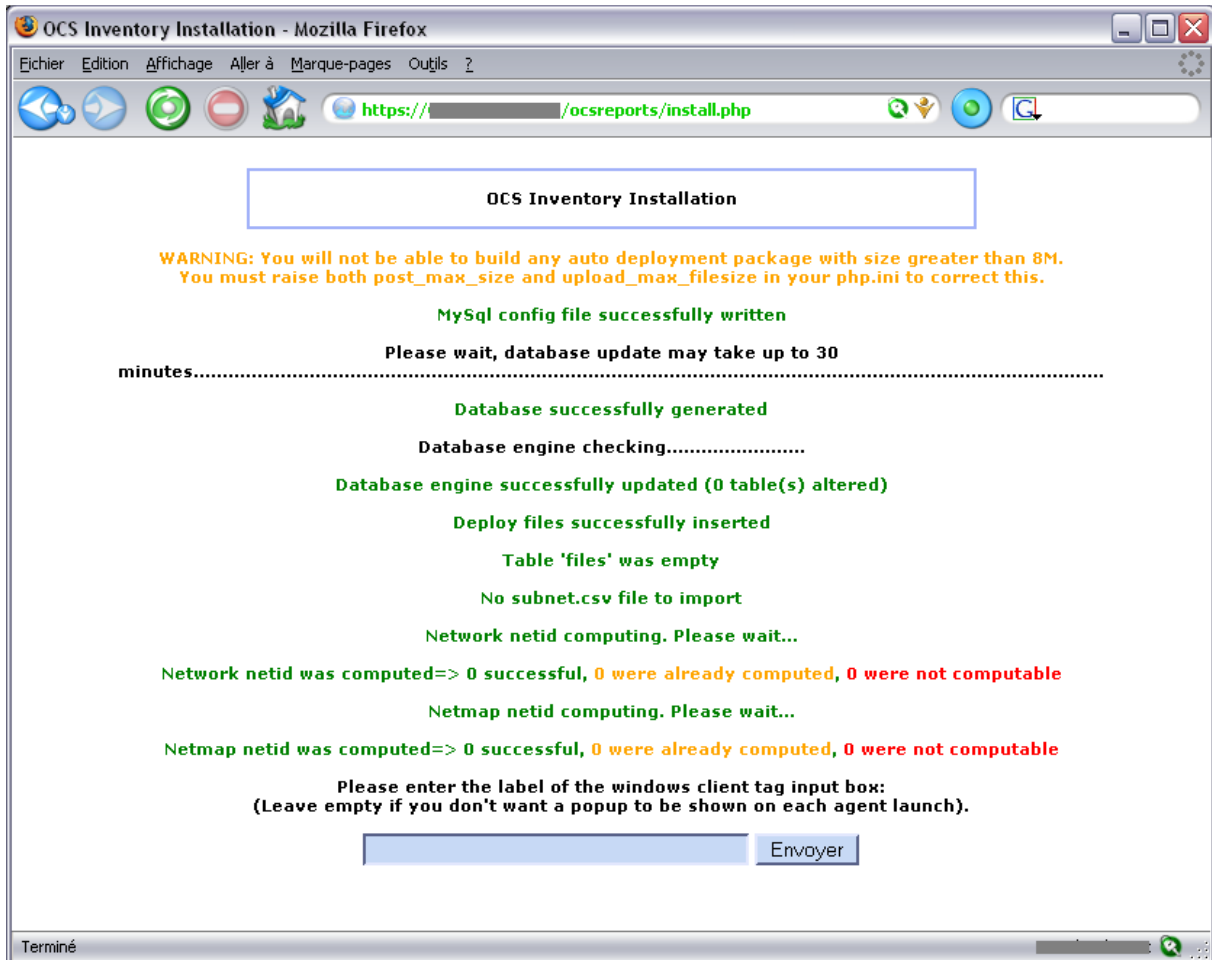 OCS Inventory Installation - Mozilla Firefox
Fichier Edition Affichage Aller à Marque-pages Outils ?
https:// /ocsreports/install.php
G
OCS Inventory Installation
WARNING: You will not be able to build any auto deployment package with size greater than 8M.
You must raise both post_max_size and upload_max_filesize in your php.ini to correct this.
MySql config file successfully written
Please wait, database update may take up to 30
minutes..............................................................................................................................................................
Database successfully generated
Database engine checking........................
Database engine successfully updated (0 table(s) altered)
Deploy files successfully inserted
Table 'files' was empty
No subnet.csv file to import
Network netid computing. Please wait...
Network netid was computed=> 0 successful, 0 were already computed, 0 were not computable
Netmap netid computing. Please wait...
Netmap netid was computed=> 0 successful, 0 were already computed, 0 were not computable
Please enter the label of the windows client tag input box:
(Leave empty if you don't want a popup to be shown on each agent launch).
Envoyer
Terminé